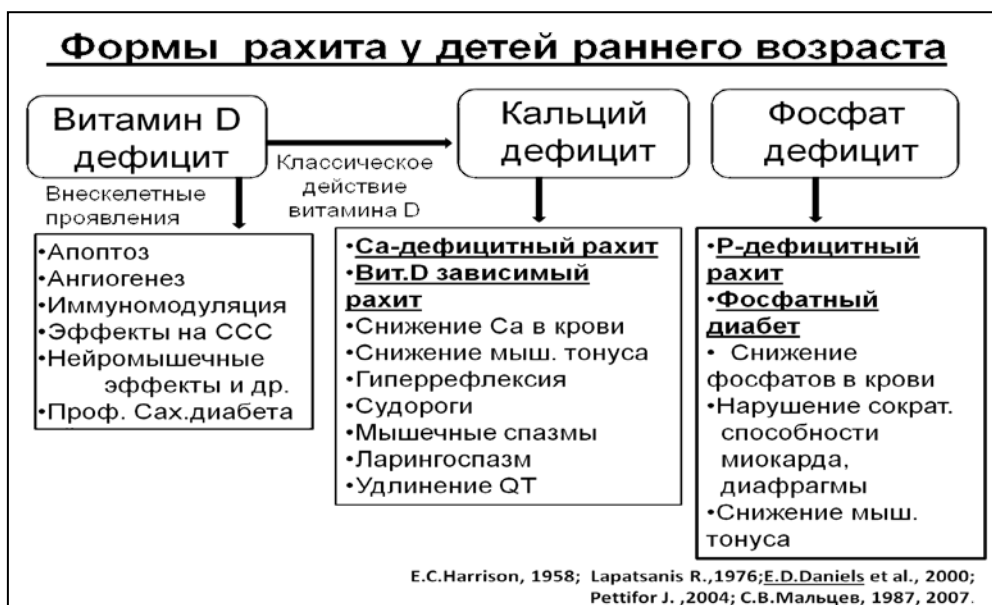 Формы рахита у детей раннего возраста
Витамин D
дефицит
Классическое
действие
витамина D
Кальций
дефицит
Фосфат
дефицит
Внескелетные
проявления
•Апоптоз
•Ангиогенез
•Иммуномодуляция
•Эффекты на ССС
•Нейромышечные
эффекты и др.
•Проф. Сах.диабета
•Са-дефицитный рахит
•Вит.D зависимый
рахит
•Снижение Са в крови
•Снижение мыш. тонуса
•Гиперрефлексия
•Судороги
•Мышечные спазмы
•Ларингоспазм
•Удлинение QT
•Р-дефицитный
рахит
•Фосфатный
диабет
• Снижение
фосфатов в крови
•Нарушение сократ.
способности
миокарда,
диафрагмы
•Снижение мыш.
тонуса
E.C.Harrison, 1958; Lapatsanis R.,1976;E.D.Daniels et al., 2000;
Pettifor J. ,2004; С.В.Мальцев, 1987, 2007.